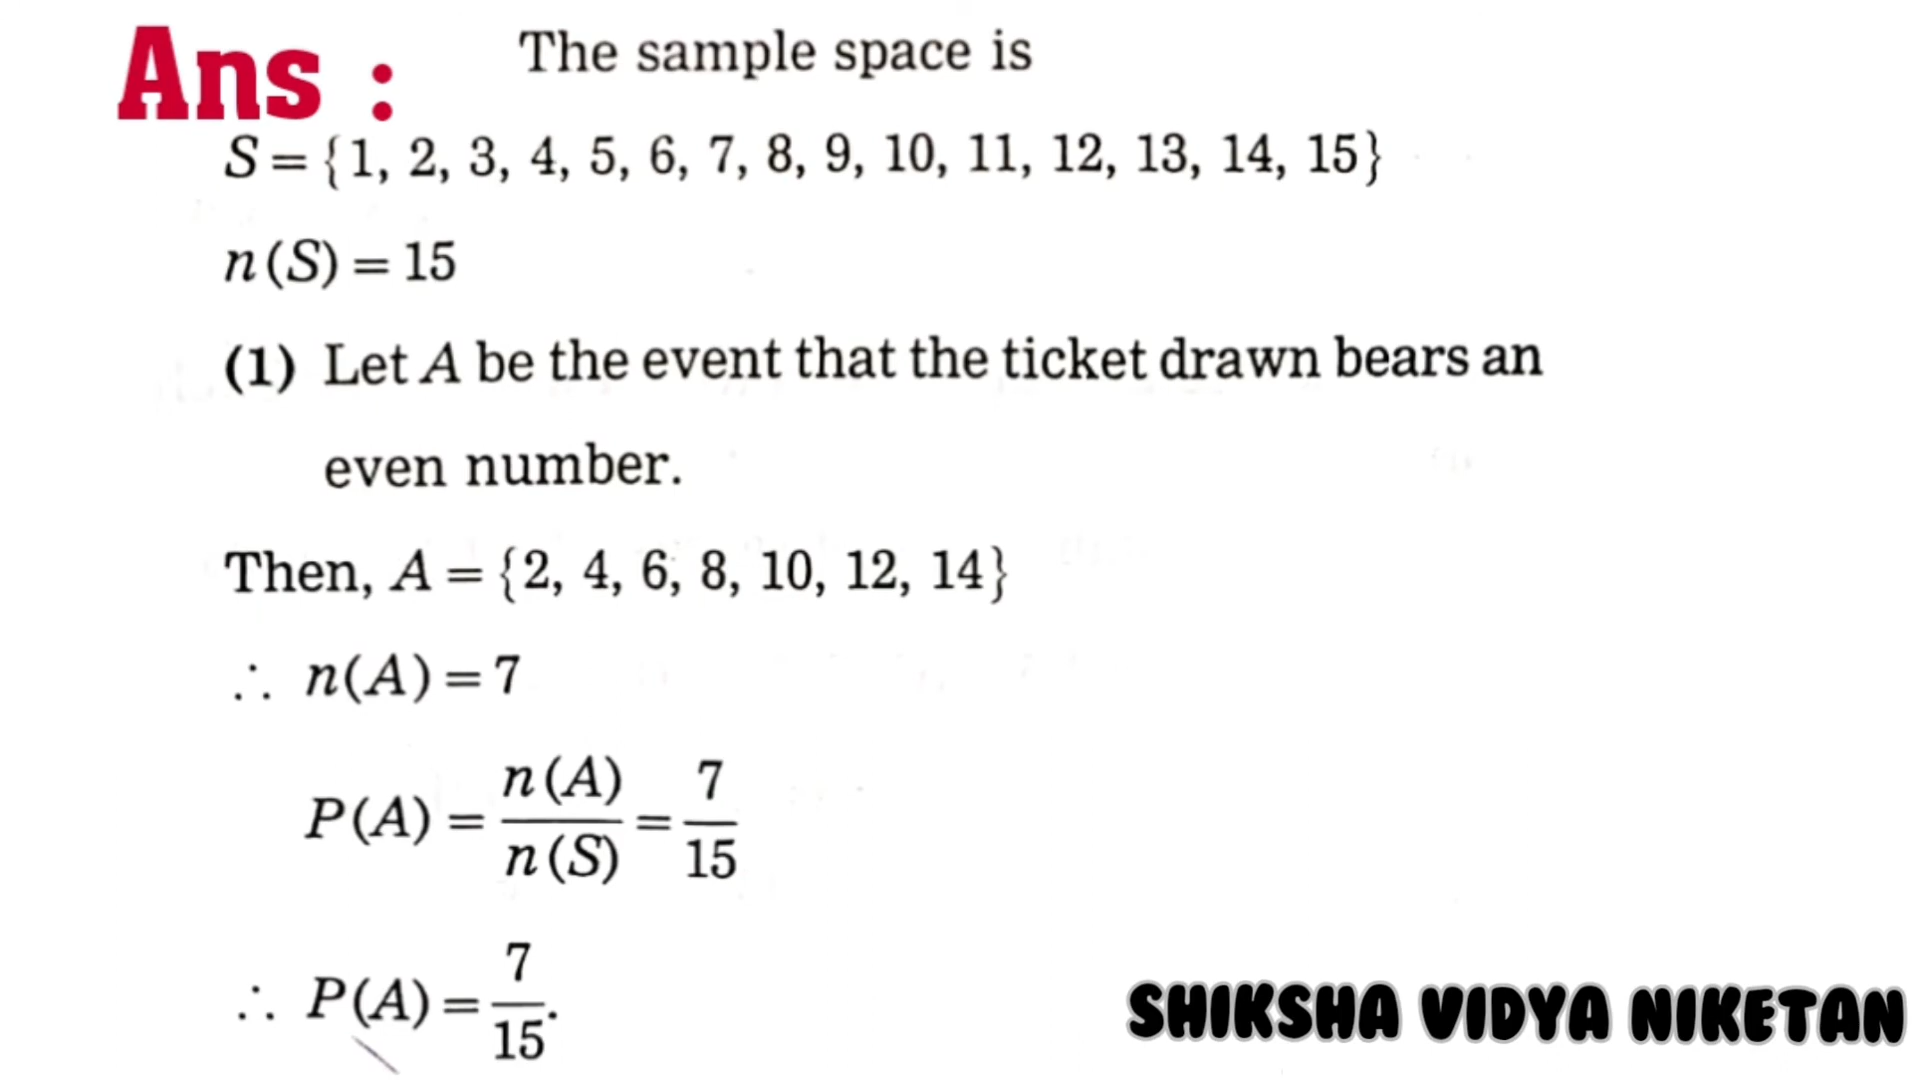 Ans :
The sample space is
S = {1, 2, 3, 4, 5, 6, 7, 8, 9, 10, 11, 12, 13, 14, 15}
n (S) = 15
(1) Let A be the event that the ticket drawn bears an
even number.
Then, A = {2, 4, 6, 8, 10, 12, 14}
∴ n(A) = 7
P(A) = n(A)/n(S) = 7/15
∴ P(A) = 7/15.
SHIKSHA VIDYA NIKETAN